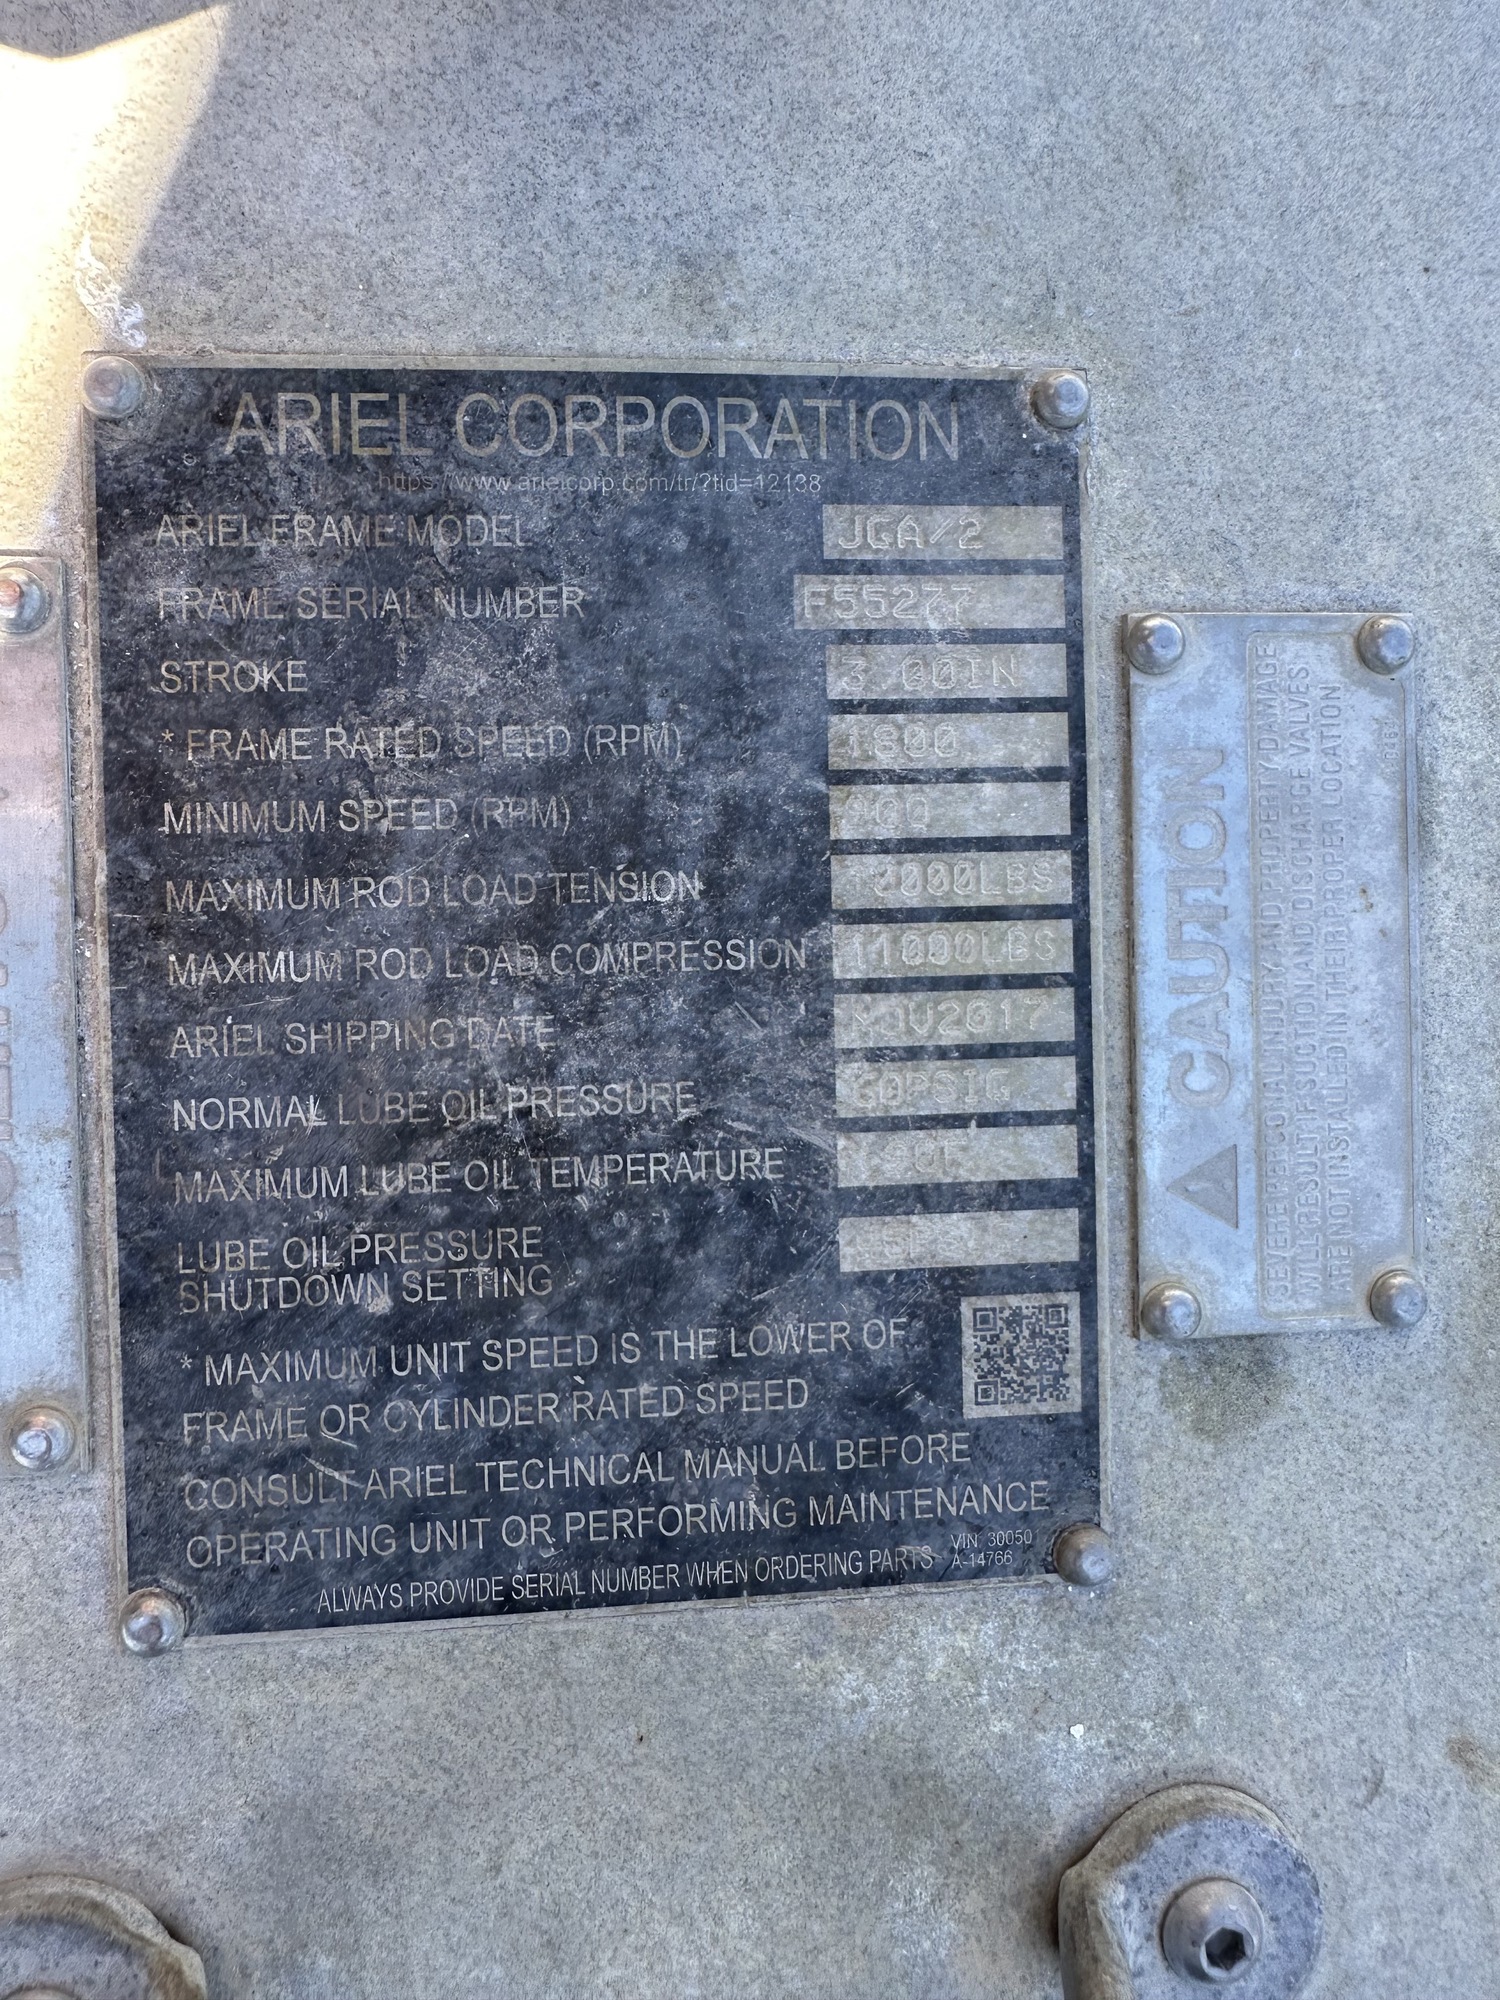 ARIEL CORPORATION
https://www.arielcorp.com/tr/?tid=12138
ARIEL FRAME MODEL JGA/2
FRAME SERIAL NUMBER F55277
STROKE 3.00IN
* FRAME RATED SPEED (RPM) 1800
MINIMUM SPEED (RPM)
MAXIMUM ROD LOAD TENSION
MAXIMUM ROD LOAD COMPRESSION 11000LBS
ARIEL SHIPPING DATE NOV2017
NORMAL LUBE OIL PRESSURE 60PSIG
MAXIMUM LUBE OIL TEMPERATURE
LUBE OIL PRESSURE
SHUTDOWN SETTING
* MAXIMUM UNIT SPEED IS THE LOWER OF
FRAME OR CYLINDER RATED SPEED
CONSULT ARIEL TECHNICAL MANUAL BEFORE
OPERATING UNIT OR PERFORMING MAINTENANCE
ALWAYS PROVIDE SERIAL NUMBER WHEN ORDERING PARTS
VIN 300501
A-14766
CAUTION
SEVERE PERSONAL INJURY AND PROPERTY DAMAGE
WILL RESULT IF SUCTION AND DISCHARGE VALVES
ARE NOT INSTALLED IN THEIR PROPER LOCATION